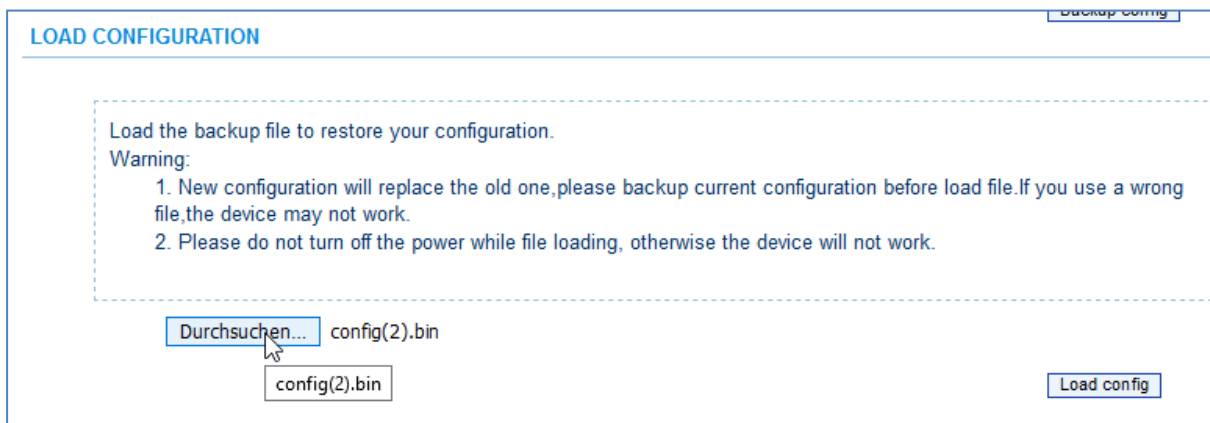 Backup config
LOAD CONFIGURATION
Load the backup file to restore your configuration.
Warning:
1. New configuration will replace the old one,please backup current configuration before load file.If you use a wrong
file,the device may not work.
2. Please do not turn off the power while file loading, otherwise the device will not work.
Durchsuchen... config(2).bin
config(2).bin
Load config